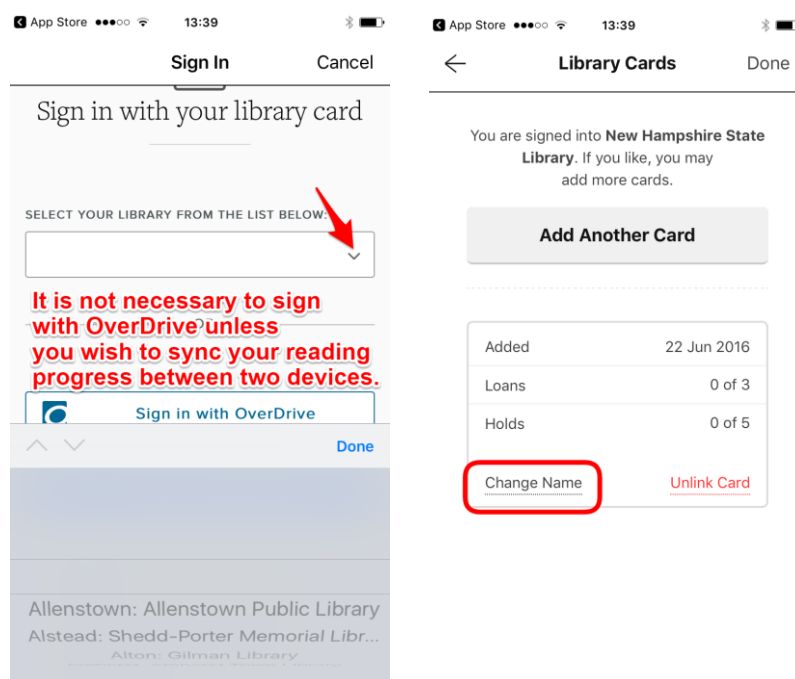 App Store
13:39
Sign In
Cancel
Sign in with your library card
SELECT YOUR LIBRARY FROM THE LIST BELOW:
It is not necessary to sign
with OverDrive unless
you wish to sync your reading
progress between two devices.
Sign in with OverDrive
Done
Allenstown: Allenstown Public Library
Alstead: Shedd-Porter Memorial Libr...
Alton: Gilman Library
App Store
13:39
Library Cards
Done
You are signed into New Hampshire State
Library. If you like, you may
add more cards.
Add Another Card
Added 22 Jun 2016
Loans 0 of 3
Holds 0 of 5
Change Name Unlink Card